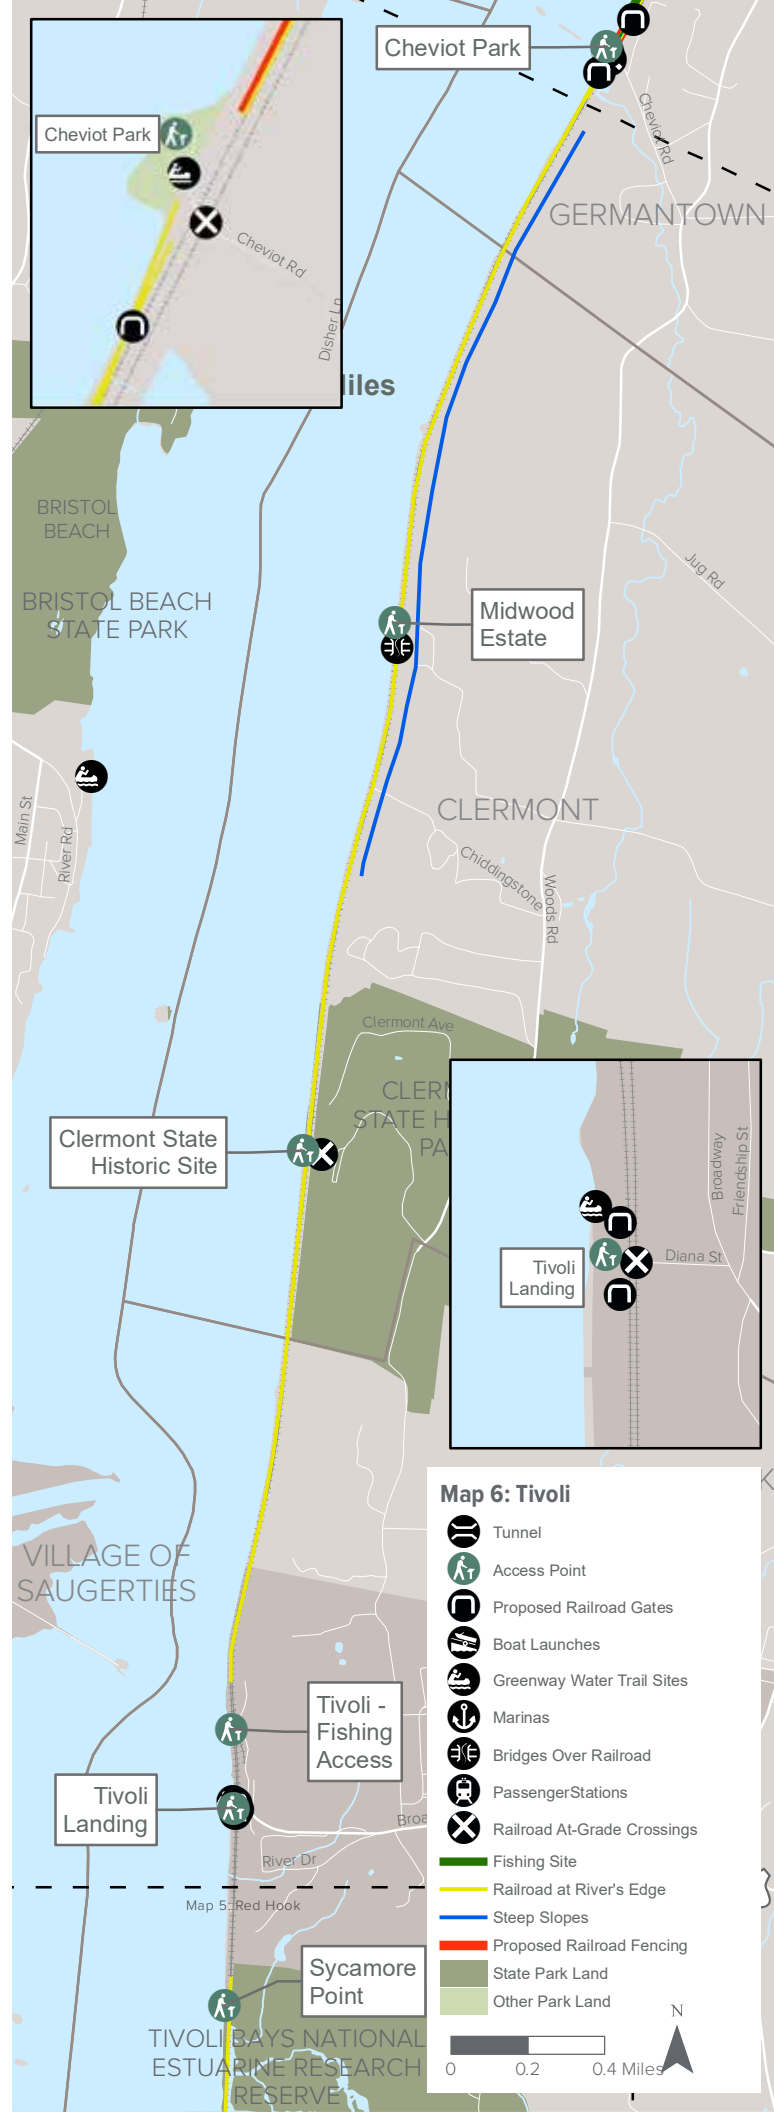 Cheviot Park
Cheviot Park
Cheviot Rd
Cheviot Rd
GERMANTOWN
Disher Ln
iles
BRISTOL
BEACH
BRISTOL BEACH
STATE PARK
Jug Rd
Midwood
Estate
Main St
River Rd
CLERMONT
Chiddingstone
Woods Rd
Clermont Ave
CLERM
STATE H
PA
Clermont State
Historic Site
Broadway
Friendship St
Diana St
Tivoli
Landing
VILLAGE OF
SAUGERTIES
Tivoli -
Fishing
Access
Tivoli
Landing
Broa
River Dr
Map 5: Red Hook
Sycamore
Point
TIVOLI BAYS NATIONAL
ESTUARINE RESEARCH
RESERVE
K
Map 6: Tivoli
Tunnel
Access Point
Proposed Railroad Gates
Boat Launches
Greenway Water Trail Sites
Marinas
Bridges Over Railroad
PassengerStations
Railroad At-Grade Crossings
Fishing Site
Railroad at River's Edge
Steep Slopes
Proposed Railroad Fencing
State Park Land
Other Park Land
N
0 0.2 0.4 Miles